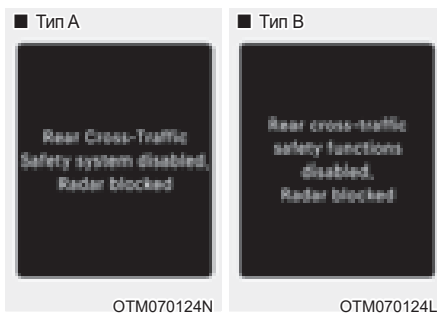 ■ Тип A
Rear Cross-Traffic
Safety system disabled,
Radar blocked
OTM070124N
■ Тип B
Rear cross-traffic
safety functions
disabled.
Radar blocked
OTM070124L